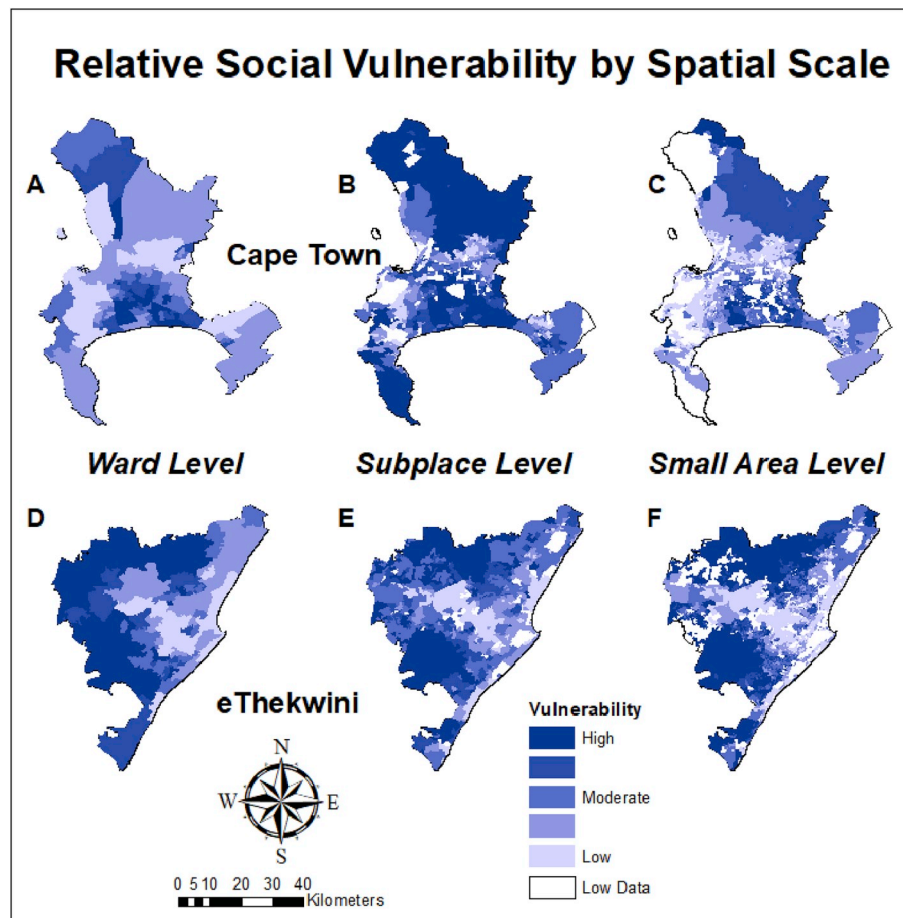 Relative Social Vulnerability by Spatial Scale
A
B
C
Cape Town
Ward Level
Subplace Level
Small Area Level
D
E
F
eThekwini
N
W E
S
0 5 10 20 30 40
Kilometers
Vulnerability
High
Moderate
Low
Low Data